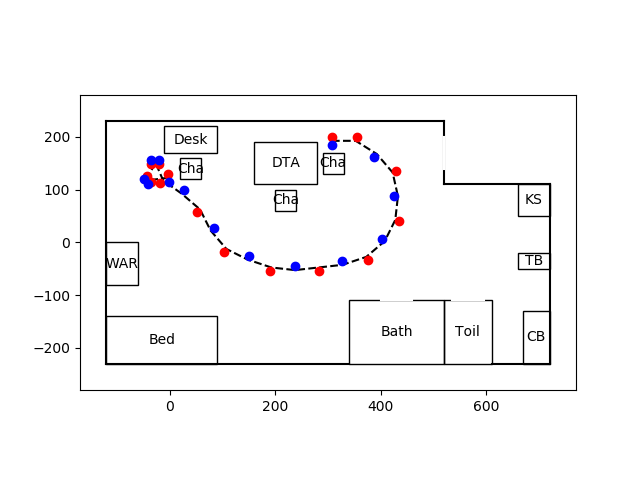 200
100
0
−100
−200
Desk
Cha
DTA
Cha
Cha
KS
WAR
TB
Bed
Bath
Toil
CB
0
200
400
600